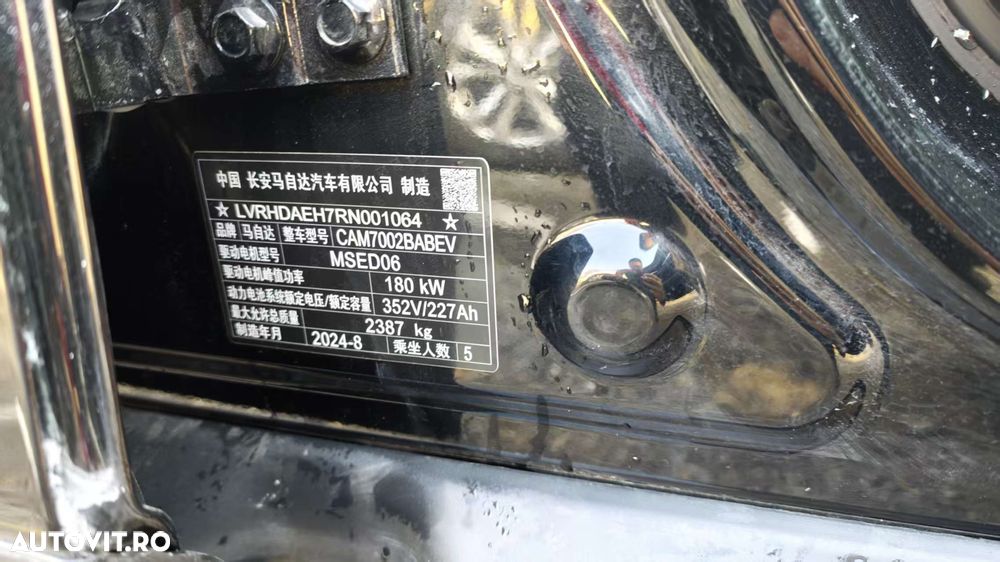 中国 长安马自达汽车有限公司 制造
★ LVRHDAEH7RN001064 ★
品牌 马自达 整车型号 CAM7002BABEV
驱动电机型号 MSED06
驱动电机峰值功率 180 kW
动力电池系统额定电压/额定容量 352V/227Ah
最大允许总质量 2387 kg
制造年月 2024-8 乘坐人数 5
AUTOVIT.RO